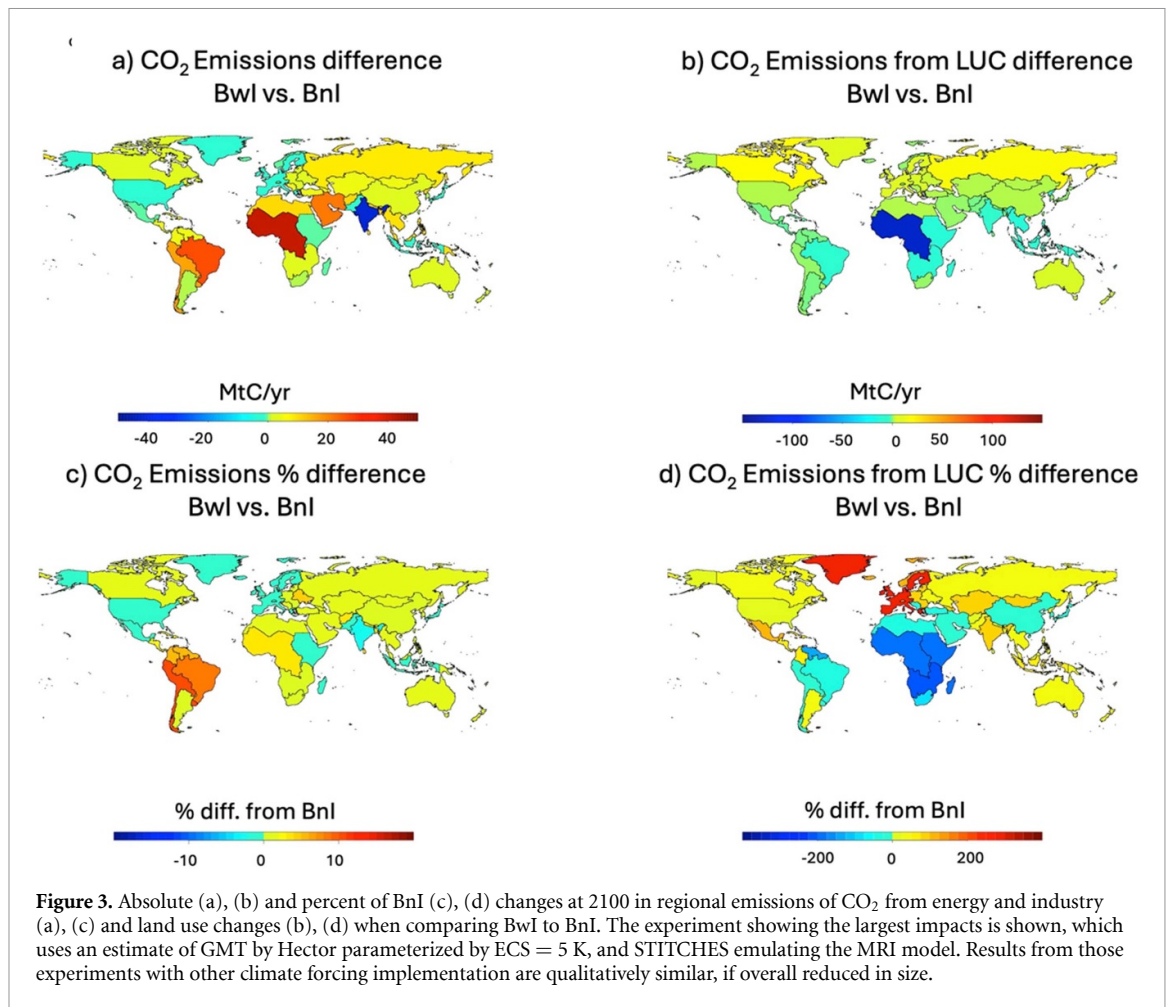 a) CO₂ Emissions difference
BwI vs. BnI
b) CO₂ Emissions from LUC difference
BwI vs. BnI
MtC/yr
-40 -20 0 20 40
MtC/yr
-100 -50 0 50 100
c) CO₂ Emissions % difference
BwI vs. BnI
d) CO₂ Emissions from LUC % difference
BwI vs. BnI
% diff. from BnI
-10 0 10
% diff. from BnI
-200 0 200
Figure 3. Absolute (a), (b) and percent of BnI (c), (d) changes at 2100 in regional emissions of CO₂ from energy and industry
(a), (c) and land use changes (b), (d) when comparing BwI to BnI. The experiment showing the largest impacts is shown, which
uses an estimate of GMT by Hector parameterized by ECS = 5 K, and STITCHES emulating the MRI model. Results from those
experiments with other climate forcing implementation are qualitatively similar, if overall reduced in size.